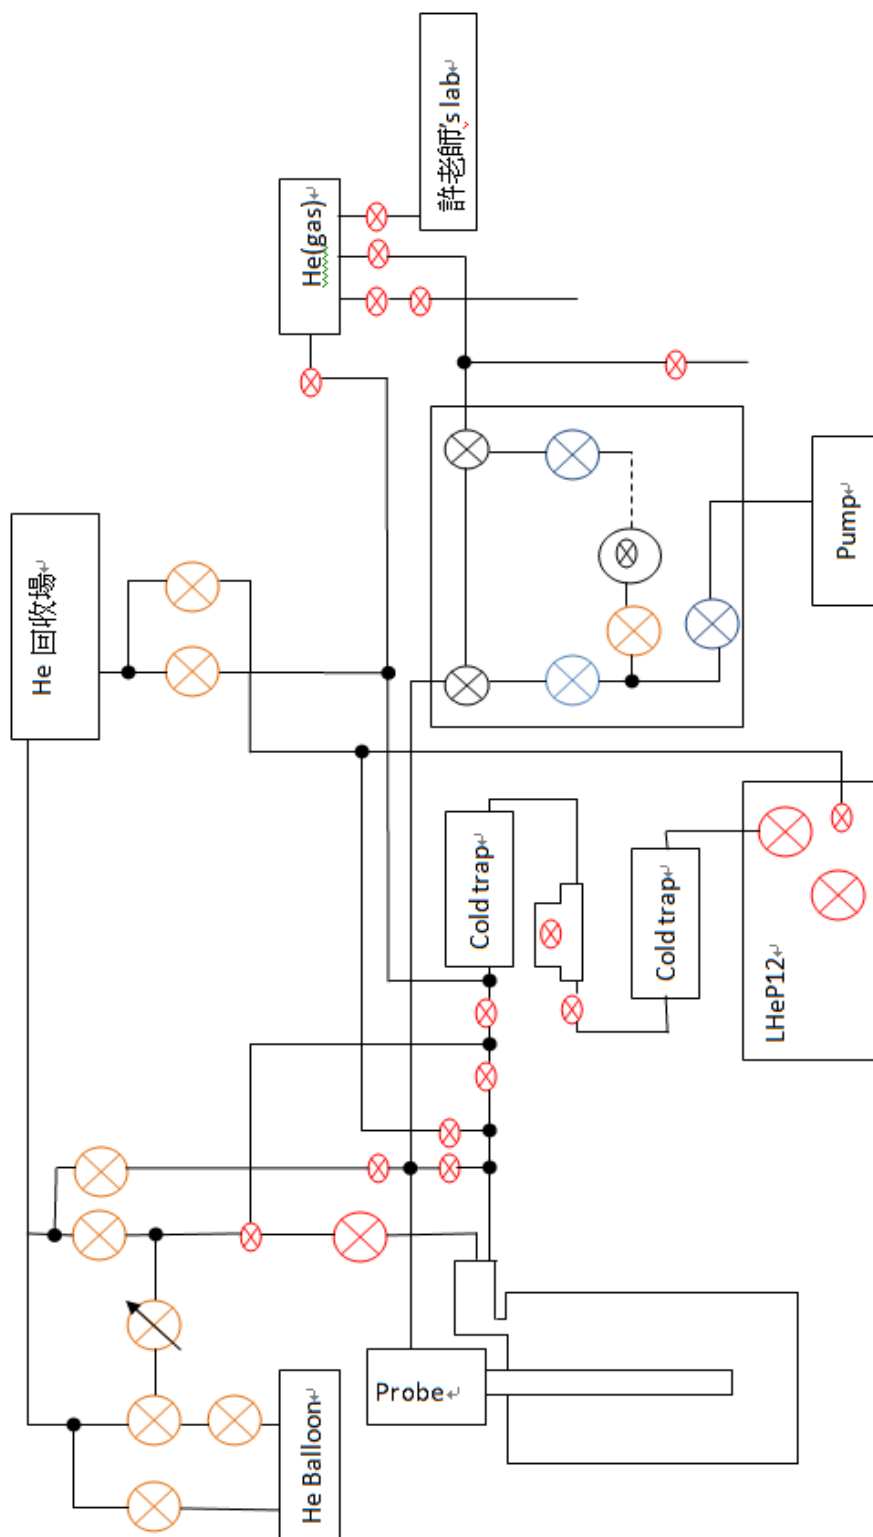 許老師's lab
He(gas)
He 回收場
Pump
Cold trap
Cold trap
LHeP12
Probe
He Balloon